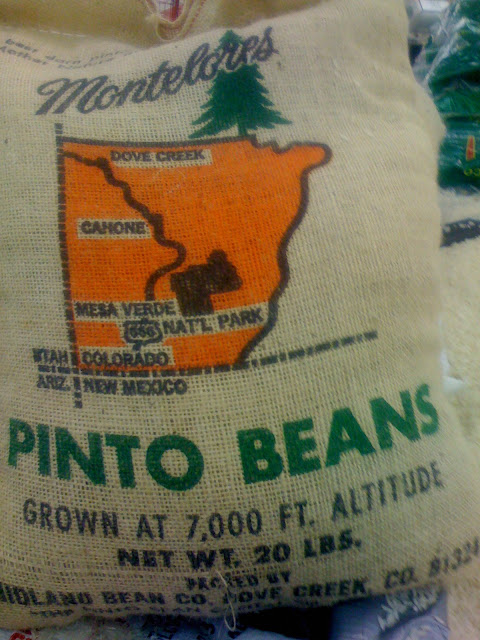 Montelores
DOVE CREEK
CAHONE
MESA VERDE
NAT'L PARK
666
UTAH COLORADO
ARIZ. NEW MEXICO
PINTO BEANS
GROWN AT 7,000 FT. ALTITUDE
NET WT. 20 LBS.
PACKED BY
MIDLAND BEAN CO. DOVE CREEK, CO. 81324